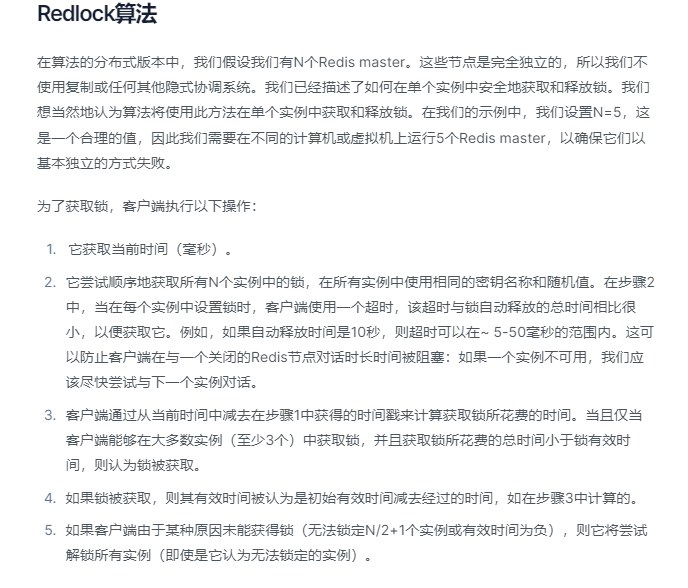 Redlock算法
在算法的分布式版本中，我们假设我们有N个Redis master。这些节点是完全独立的，所以我们不
使用复制或任何其他隐式协调系统。我们已经描述了如何在单个实例中安全地获取和释放锁。我们
想当然地认为算法将使用此方法在单个实例中获取和释放锁。在我们的示例中，我们设置N=5，这
是一个合理的值，因此我们需要在不同的计算机或虚拟机上运行5个Redis master，以确保它们以
基本独立的方式失败。
为了获取锁，客户端执行以下操作：
1. 它获取当前时间（毫秒）。
2. 它尝试顺序地获取所有N个实例中的锁，在所有实例中使用相同的密钥名称和随机值。在步骤2
中，当在每个实例中设置锁时，客户端使用一个超时，该超时与锁自动释放的总时间相比很
小，以便获取它。例如，如果自动释放时间是10秒，则超时可以在~ 5-50毫秒的范围内。这可
以防止客户端在与一个关闭的Redis节点对话时长时间被阻塞：如果一个实例不可用，我们应
该尽快尝试与下一个实例对话。
3. 客户端通过从当前时间中减去在步骤1中获得的时间戳来计算获取锁所花费的时间。当且仅当
客户端能够在大多数实例（至少3个）中获取锁，并且获取锁所花费的总时间小于锁有效时
间，则认为锁被获取。
4. 如果锁被获取，则其有效时间被认为是初始有效时间减去经过的时间，如在步骤3中计算的。
5. 如果客户端由于某种原因未能获得锁（无法锁定N/2+1个实例或有效时间为负），则它将尝试
解锁所有实例（即使是它认为无法锁定的实例）。